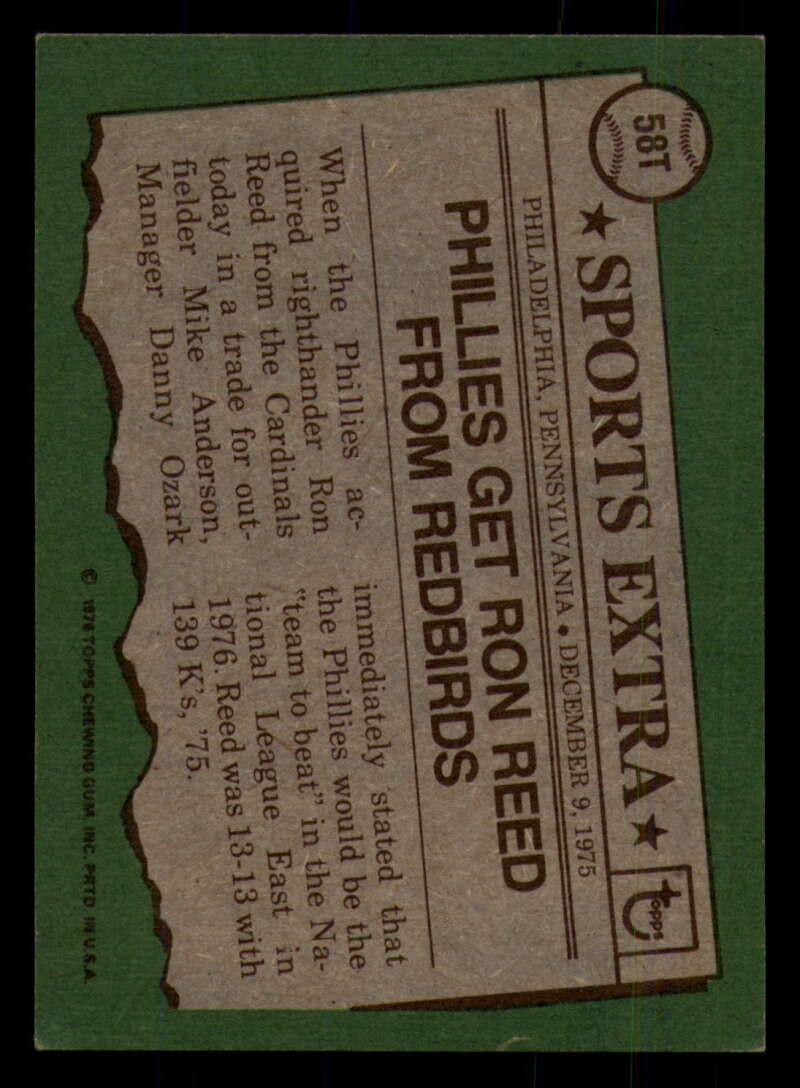 58T
★ SPORTS EXTRA ★
topps
PHILADELPHIA, PENNSYLVANIA • DECEMBER 9, 1975
PHILLIES GET RON REED
FROM REDBIRDS
When the Phillies ac-
quired righthander Ron
Reed from the Cardinals
today in a trade for out-
fielder Mike Anderson,
Manager Danny Ozark
immediately stated that
the Phillies would be the
"team to beat" in the Na-
tional League East in
1976. Reed was 13-13 with
139 K's, '75.
© 1976 TOPPS CHEWING GUM, INC. PRTD. IN U.S.A.